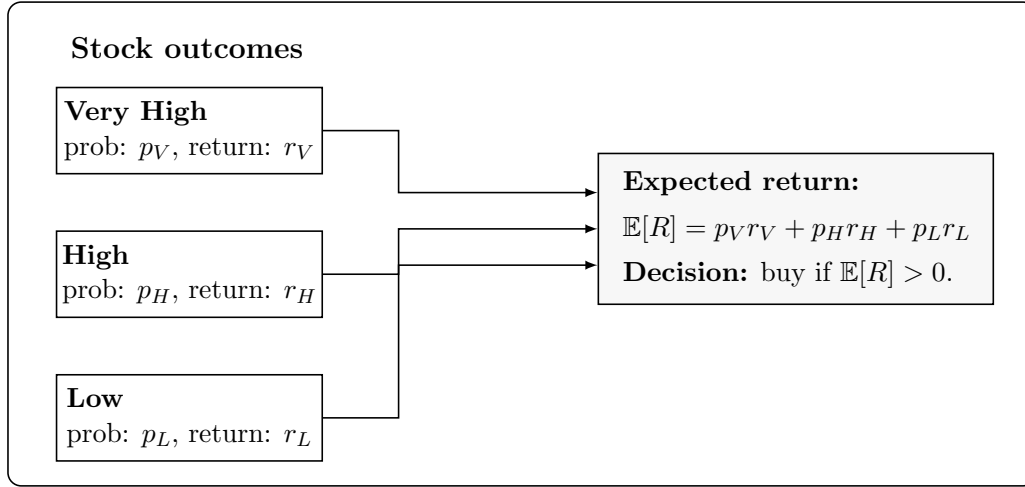 Stock outcomes
Very High
prob: p_V, return: r_V
High
prob: p_H, return: r_H
Low
prob: p_L, return: r_L
Expected return:
𝔼[R] = p_V r_V + p_H r_H + p_L r_L
Decision: buy if 𝔼[R] > 0.